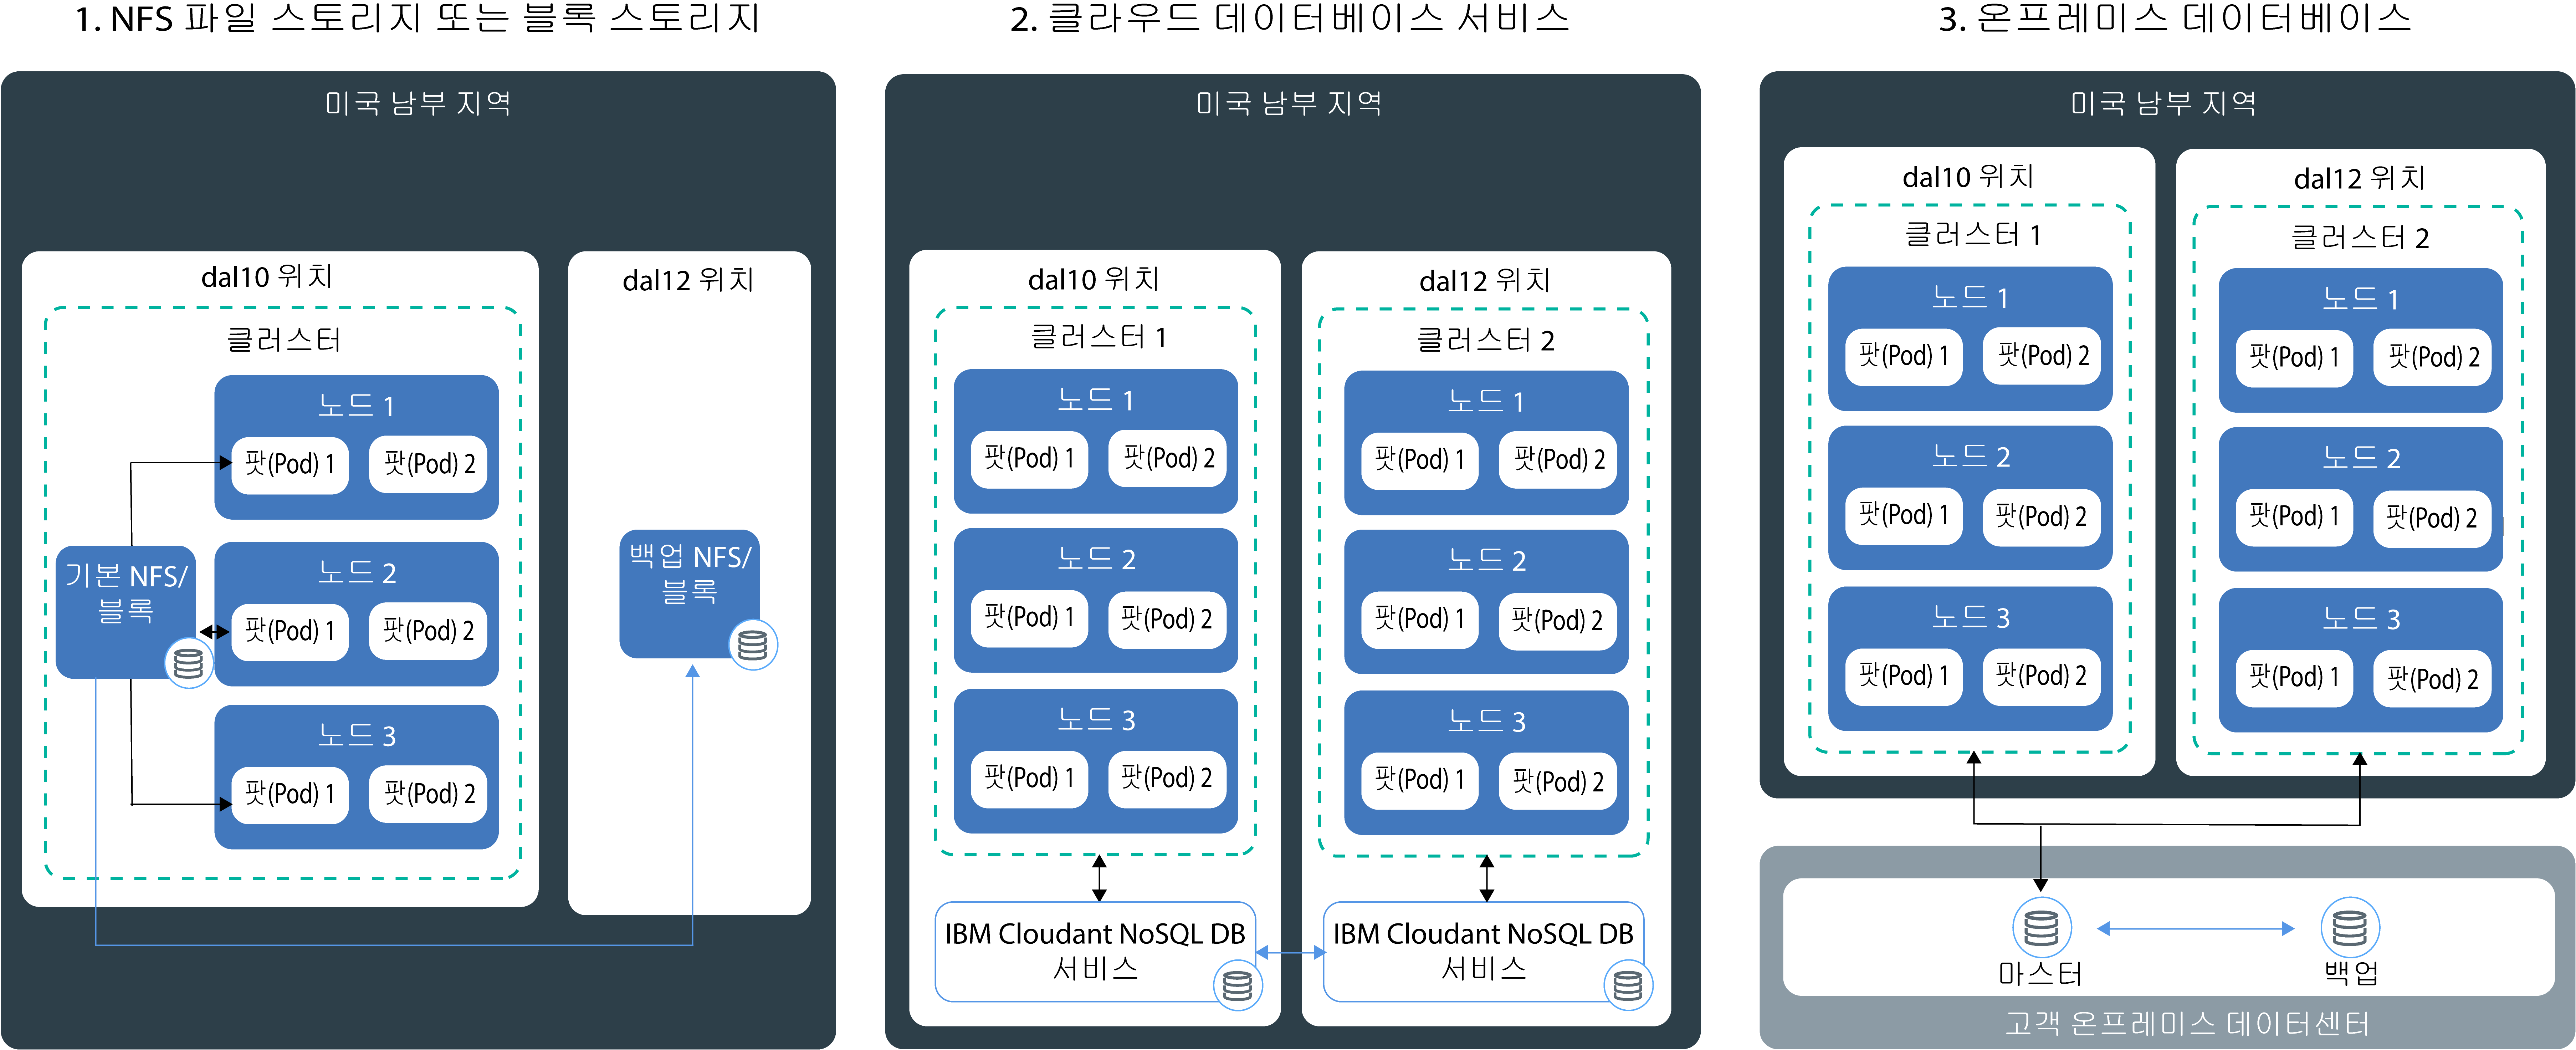 1. NFS 파일 스토리지 또는 블록 스토리지
미국 남부 지역
dal10 위치
클러스터
노드 1
팟(Pod) 1
팟(Pod) 2
기본 NFS/
블록
노드 2
팟(Pod) 1
팟(Pod) 2
노드 3
팟(Pod) 1
팟(Pod) 2
dal12 위치
백업 NFS/
블록
2. 클라우드 데이터베이스 서비스
미국 남부 지역
dal10 위치
클러스터 1
노드 1
팟(Pod) 1
팟(Pod) 2
노드 2
팟(Pod) 1
팟(Pod) 2
노드 3
팟(Pod) 1
팟(Pod) 2
IBM Cloudant NoSQL DB
서비스
dal12 위치
클러스터 2
노드 1
팟(Pod) 1
팟(Pod) 2
노드 2
팟(Pod) 1
팟(Pod) 2
노드 3
팟(Pod) 1
팟(Pod) 2
IBM Cloudant NoSQL DB
서비스
3. 온프레미스 데이터베이스
미국 남부 지역
dal10 위치
클러스터 1
노드 1
팟(Pod) 1
팟(Pod) 2
노드 2
팟(Pod) 1
팟(Pod) 2
노드 3
팟(Pod) 1
팟(Pod) 2
dal12 위치
클러스터 2
노드 1
팟(Pod) 1
팟(Pod) 2
노드 2
팟(Pod) 1
팟(Pod) 2
노드 3
팟(Pod) 1
팟(Pod) 2
마스터
백업
고객 온프레미스 데이터센터